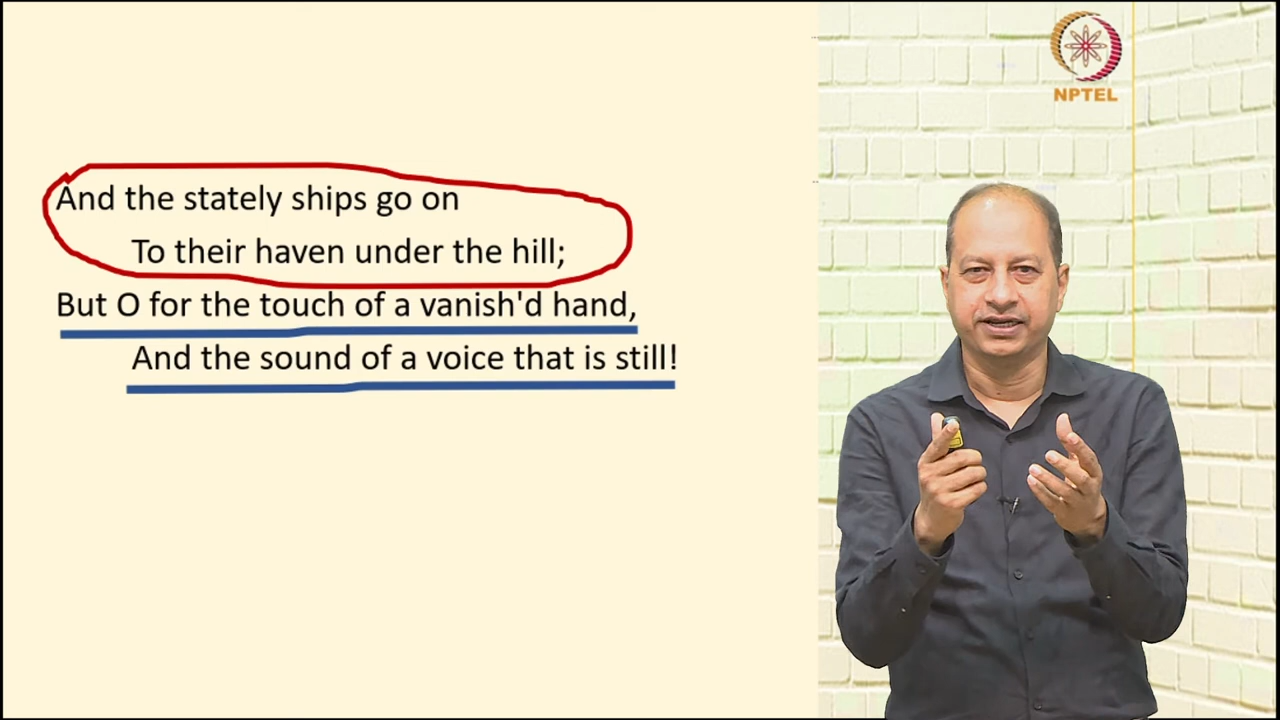 And the stately ships go on
To their haven under the hill;
But O for the touch of a vanish'd hand,
And the sound of a voice that is still!
NPTEL